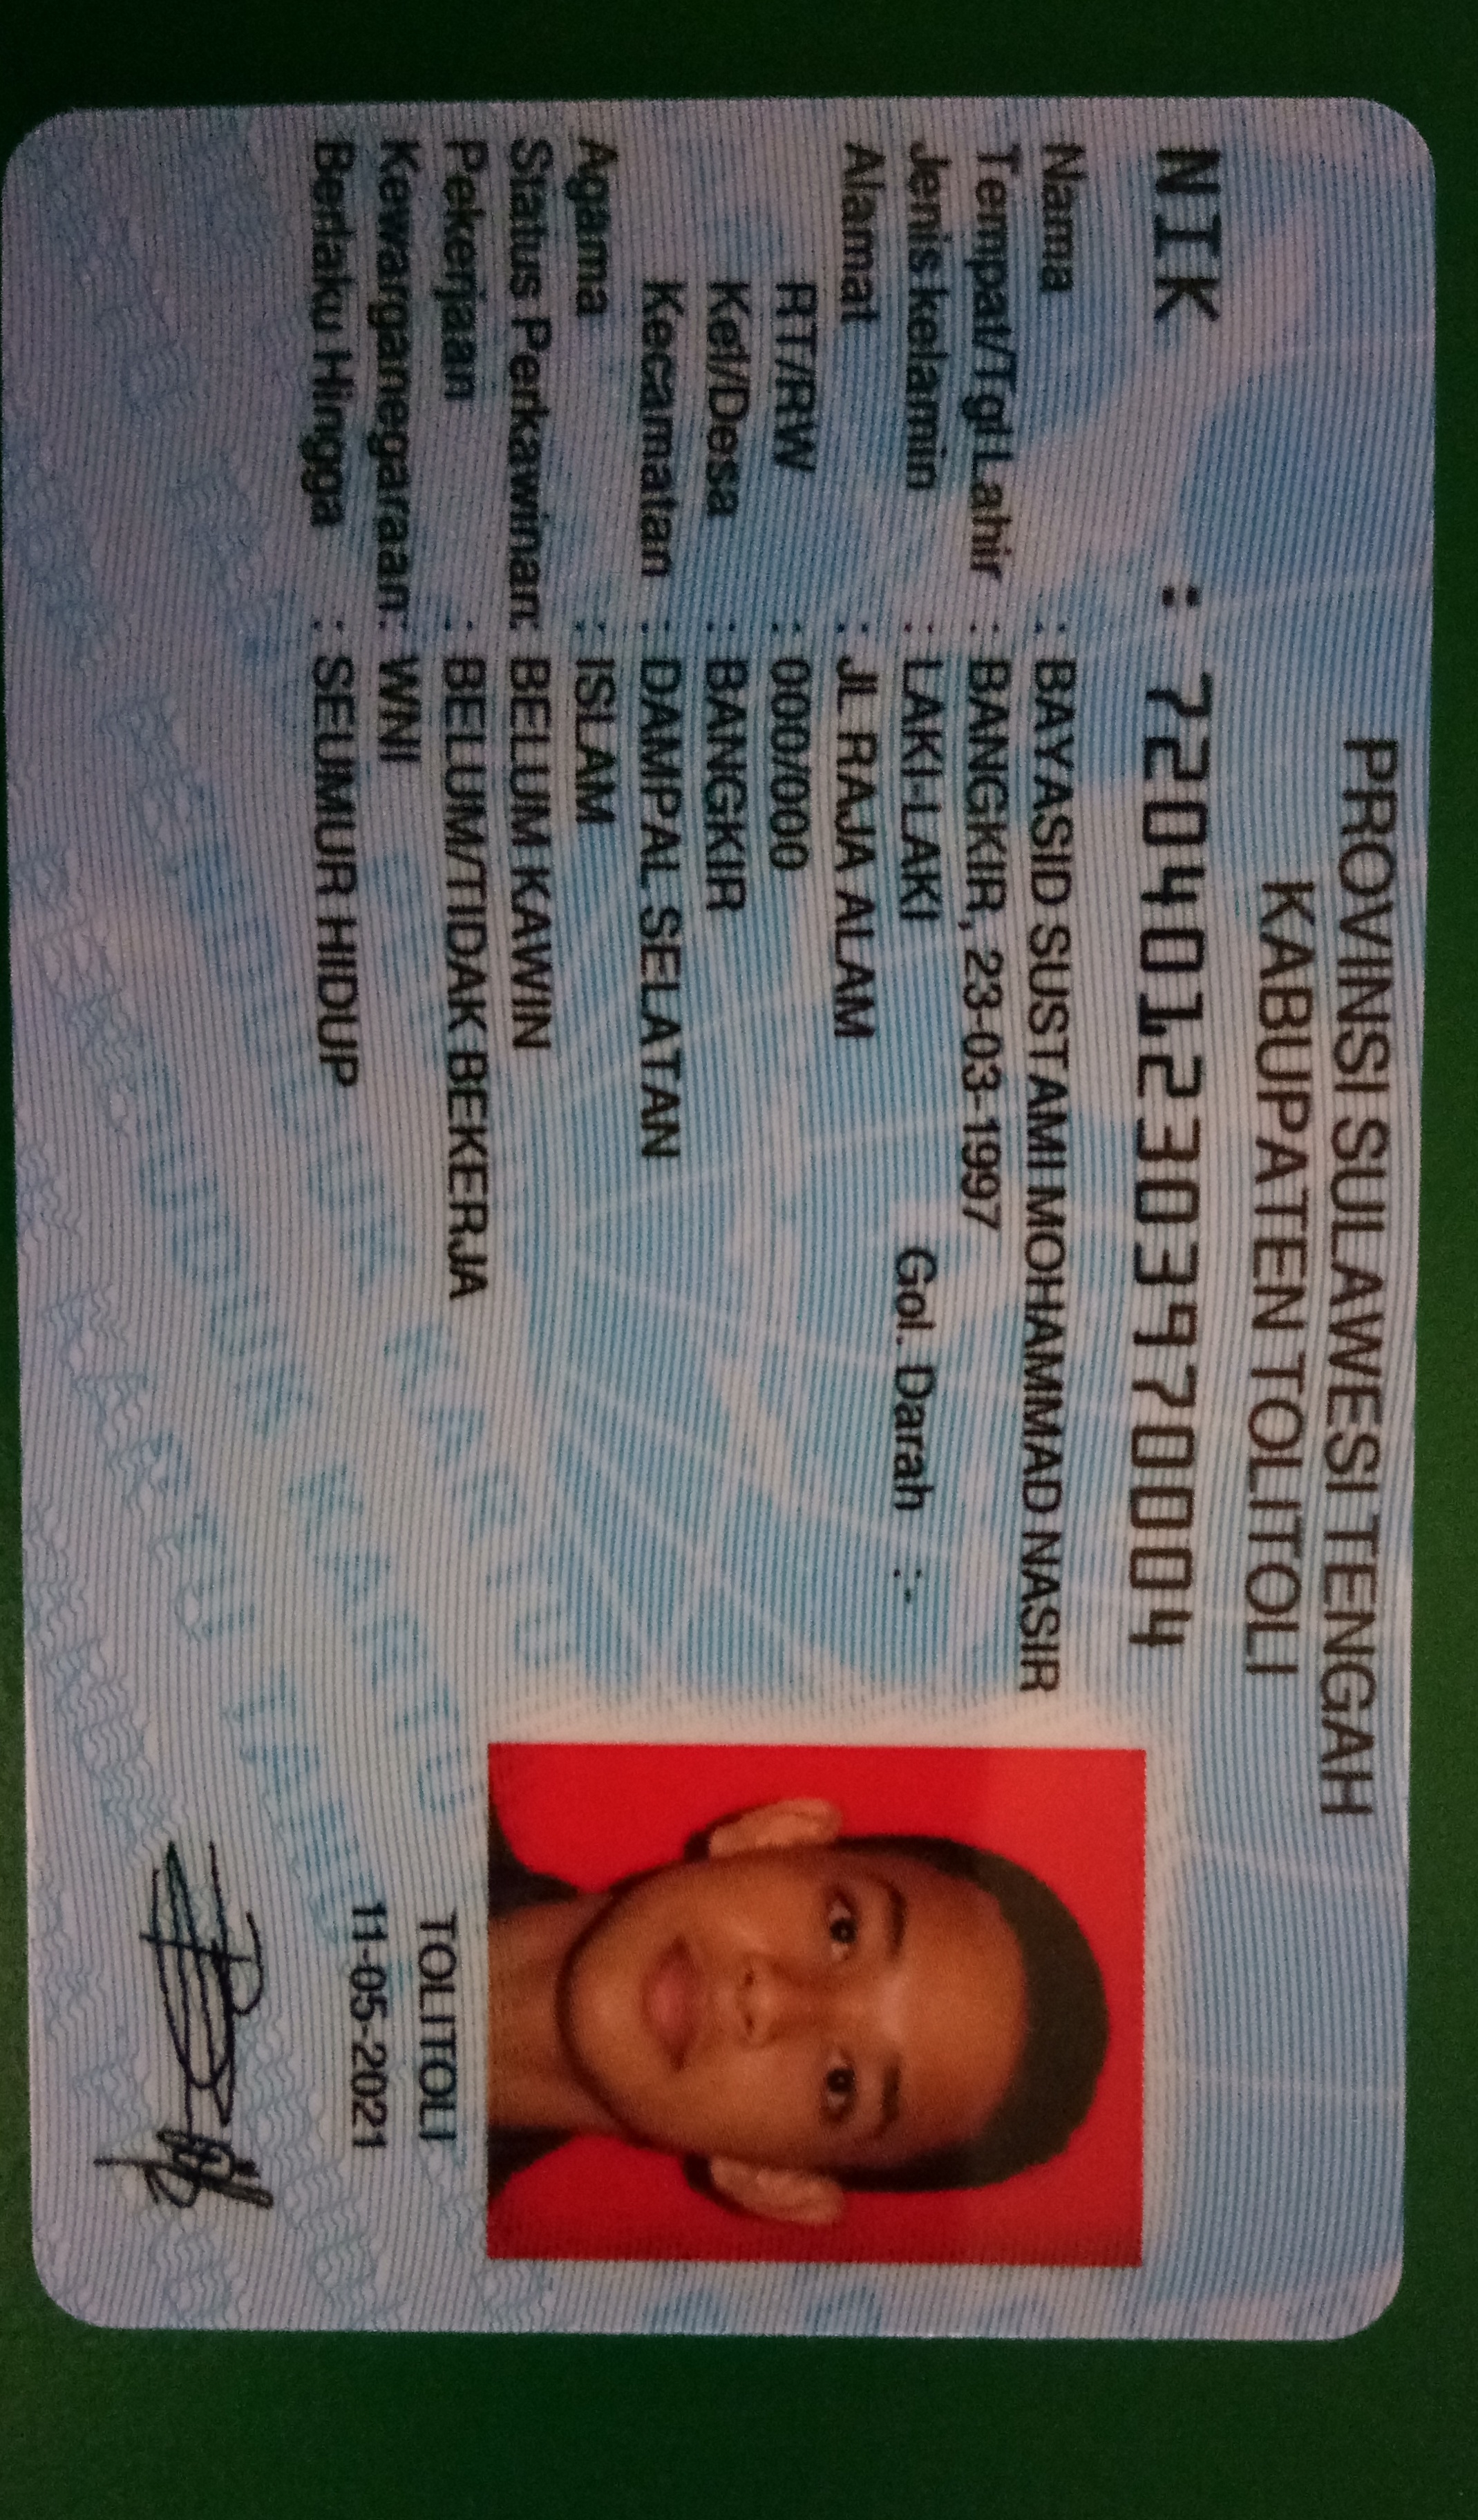 PROVINSI SULAWESI TENGAH
KABUPATEN TOLITOLI
NIK : 7204012303970004
Nama : BAYASID SUSTAMI MOHAMMAD NASIR
Tempat/Tgl Lahir : BANGKIR, 23-03-1997
Jenis kelamin : LAKI-LAKI Gol. Darah :-
Alamat : JL RAJA ALAM
RT/RW : 000/000
Kel/Desa : BANGKIR
Kecamatan : DAMPAL SELATAN
Agama : ISLAM
Status Perkawinan: BELUM KAWIN
Pekerjaan : BELUM/TIDAK BEKERJA
Kewarganegaraan: WNI
Berlaku Hingga : SEUMUR HIDUP
TOLITOLI
11-05-2021